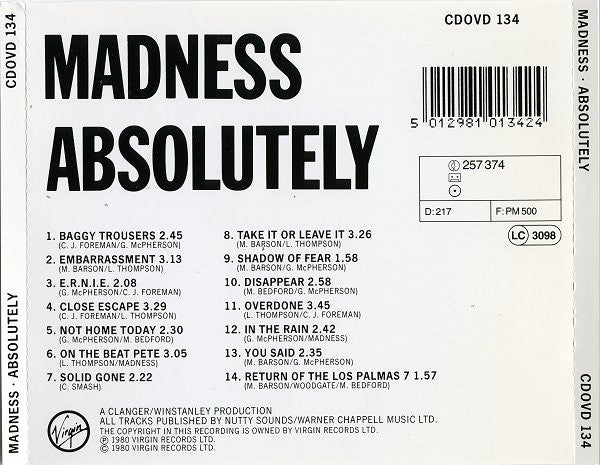 CDOVD 134
MADNESS · ABSOLUTELY
MADNESS
ABSOLUTELY
CDOVD 134
5 012981 013424
257 374
D: 217 F: PM 500
LC 3098
1. BAGGY TROUSERS 2.45
(C. J. FOREMAN/G. McPHERSON)
2. EMBARRASSMENT 3.13
(M. BARSON/L. THOMPSON)
3. E.R.N.I.E. 2.08
(G. McPHERSON/C. J. FOREMAN)
4. CLOSE ESCAPE 3.29
(C. J. FOREMAN/L. THOMPSON)
5. NOT HOME TODAY 2.30
(G. McPHERSON/M. BEDFORD)
6. ON THE BEAT PETE 3.05
(L. THOMPSON/MADNESS)
7. SOLID GONE 2.22
(C. SMASH)
8. TAKE IT OR LEAVE IT 3.26
(M. BARSON/L. THOMPSON)
9. SHADOW OF FEAR 1.58
(M. BARSON/G. McPHERSON)
10. DISAPPEAR 2.58
(M. BEDFORD/G. McPHERSON)
11. OVERDONE 3.45
(L THOMPSON/C. J. FOREMAN)
12. IN THE RAIN 2.42
(G. McPHERSON/MADNESS)
13. YOU SAID 2.35
(M. BARSON/G. McPHERSON)
14. RETURN OF THE LOS PALMAS 7 1.57
(M. BARSON/WOODGATE/M. BEDFORD)
Virgin
A CLANGER/WINSTANLEY PRODUCTION
ALL TRACKS PUBLISHED BY NUTTY SOUNDS/WARNER CHAPPELL MUSIC LTD.
THE COPYRIGHT IN THIS RECORDING IS OWNED BY VIRGIN RECORDS LTD.
Ⓟ 1980 VIRGIN RECORDS LTD.
© 1980 VIRGIN RECORDS LTD.
MADNESS · ABSOLUTELY
CDOVD 134